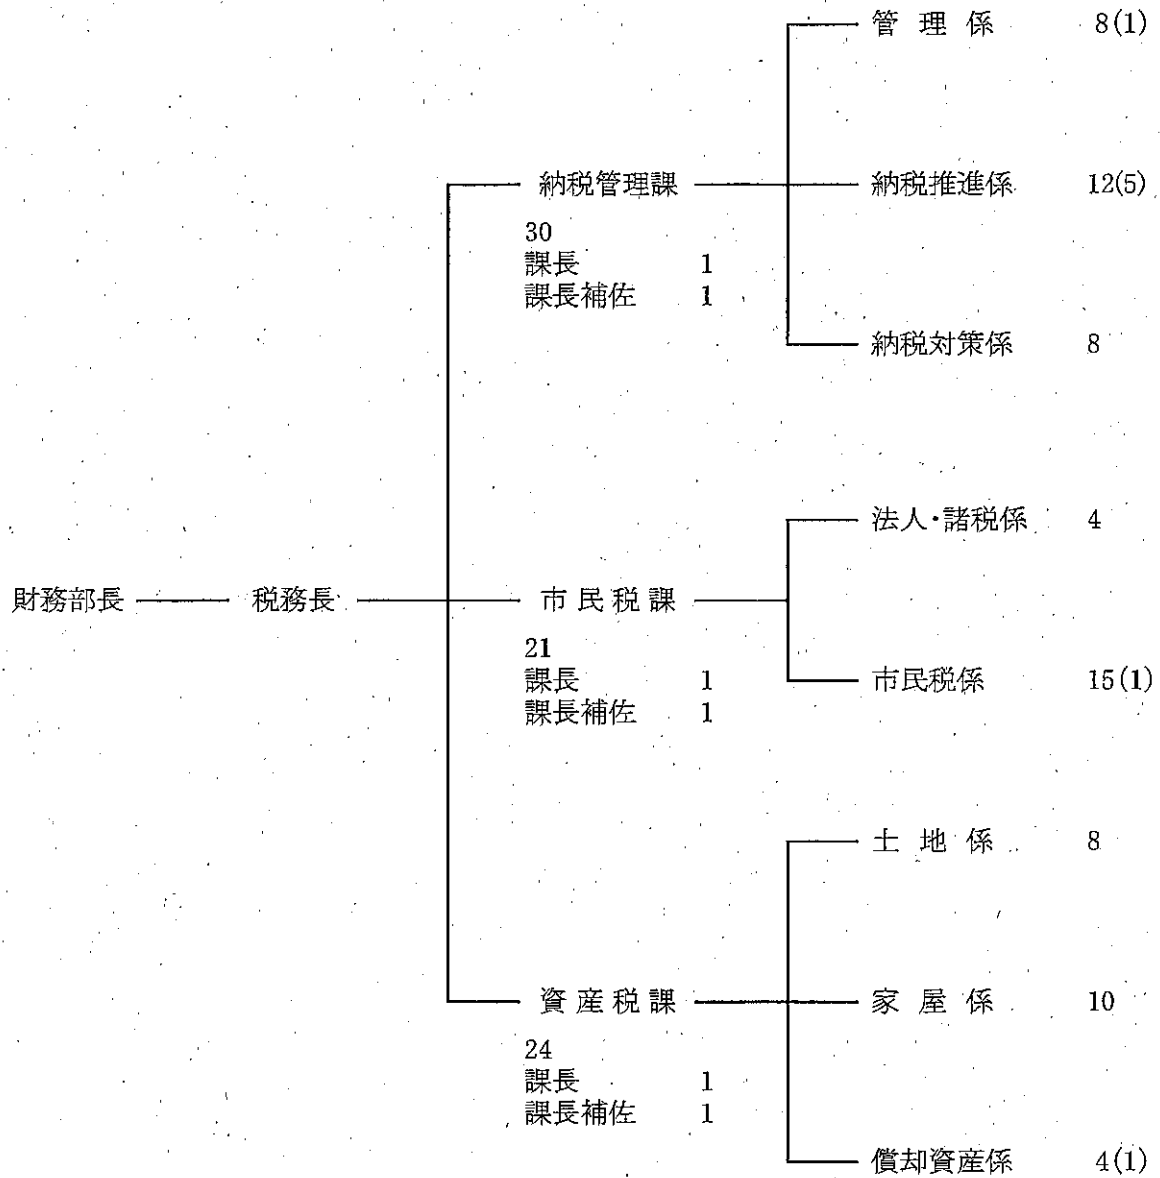 管理係 8(1)
納税管理課
納税推進係 12(5)
30
課長 1
課長補佐 1
納税対策係 8
法人・諸税係 4
財務部長
税務長
市民税課
21
課長 1
課長補佐 1
市民税係 15(1)
土地係 8
資産税課
家屋係 10
24
課長 1
課長補佐 1
償却資産係 4(1)